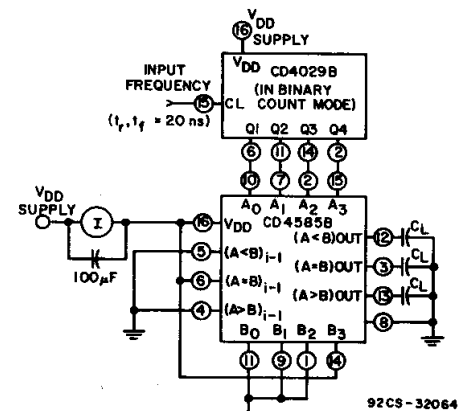 16
VDD
SUPPLY
VDD
CD4029B
(IN BINARY
COUNT MODE)
INPUT
FREQUENCY
15 CL
(tr, tf = 20 ns)
Q1 Q2 Q3 Q4
6 11 14 2
10 7 2 15
A0 A1 A2 A3
CD4585B
VDD
SUPPLY
I
100µF
16 VDD
5 (A<B)i-1
6 (A=B)i-1
4 (A>B)i-1
(A<B)OUT 12 CL
(A=B)OUT 3 CL
(A>B)OUT 13 CL
8
B0 B1 B2 B3
11 9 1 14
92CS-32064